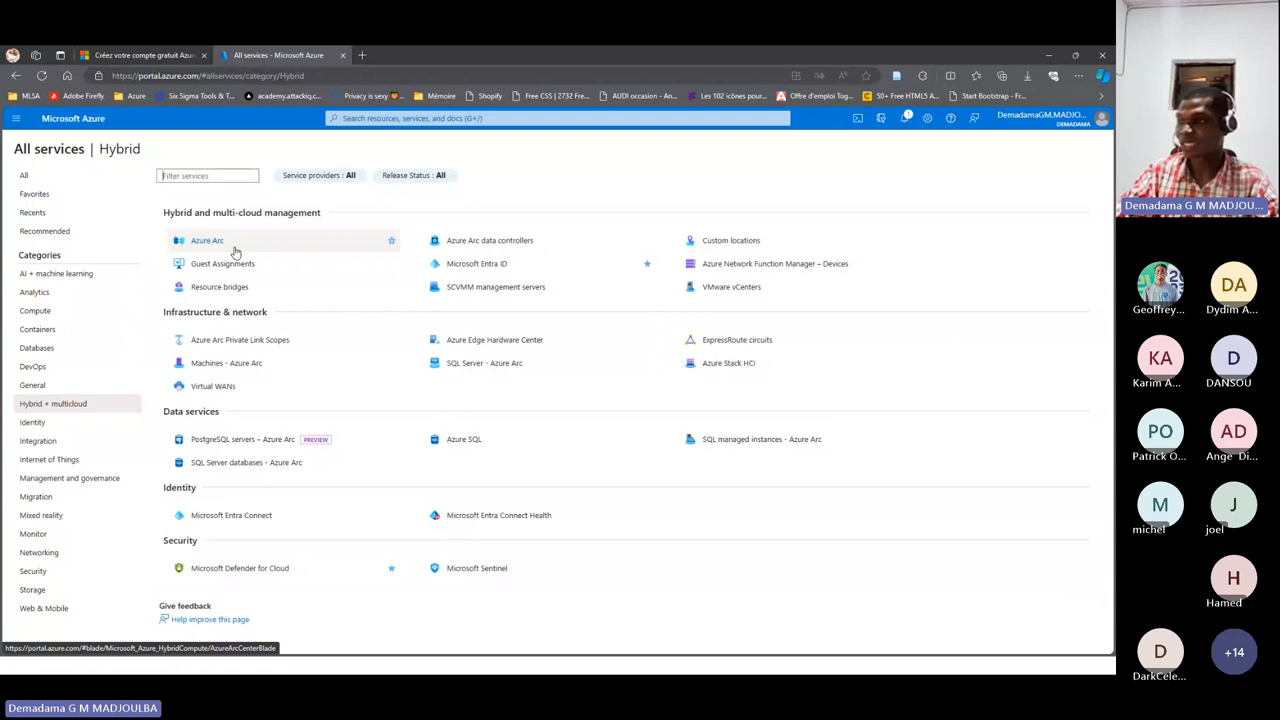 Créez votre compte gratuit Azur
All services - Microsoft Azure
https://portal.azure.com/#allservices/category/Hybrid
MLSA
Adobe Firefly
Azure
Six Sigma Tools & T...
academy.attackiq.c...
Privacy is sexy
Mémoire
Shopify
Free CSS | 2732 Fre...
AUDI occasion - An...
Les 102 icônes pour...
Offre d'emploi Tog...
50+ Free HTML5 A...
Start Bootstrap - Fr...
Microsoft Azure
Search resources, services, and docs (G+/)
1
DemadamaGM.MADJO...
DEMADAMA
All services | Hybrid
All
Favorites
Recents
Recommended
Categories
AI + machine learning
Analytics
Compute
Containers
Databases
DevOps
General
Hybrid + multicloud
Identity
Integration
Internet of Things
Management and governance
Migration
Mixed reality
Monitor
Networking
Security
Storage
Web & Mobile
Filter services
Service providers : All
Release Status : All
Hybrid and multi-cloud management
Azure Arc
Azure Arc data controllers
Custom locations
Guest Assignments
Microsoft Entra ID
Azure Network Function Manager – Devices
Resource bridges
SCVMM management servers
VMware vCenters
Infrastructure & network
Azure Arc Private Link Scopes
Azure Edge Hardware Center
ExpressRoute circuits
Machines - Azure Arc
SQL Server - Azure Arc
Azure Stack HCI
Virtual WANs
Data services
PostgreSQL servers – Azure Arc PREVIEW
Azure SQL
SQL managed instances - Azure Arc
SQL Server databases - Azure Arc
Identity
Microsoft Entra Connect
Microsoft Entra Connect Health
Security
Microsoft Defender for Cloud
Microsoft Sentinel
Give feedback
Help improve this page
https://portal.azure.com/#blade/Microsoft_Azure_HybridCompute/AzureArcCenterBlade
Demadama G M MADJOULBA
Demadama G M MADJOU...
Geoffrey...
DA
Dydim A...
KA
Karim A...
D
DANSOU
PO
Patrick O...
AD
Ange Di...
M
michel
J
joel
H
Hamed
D
DarkCele...
+14